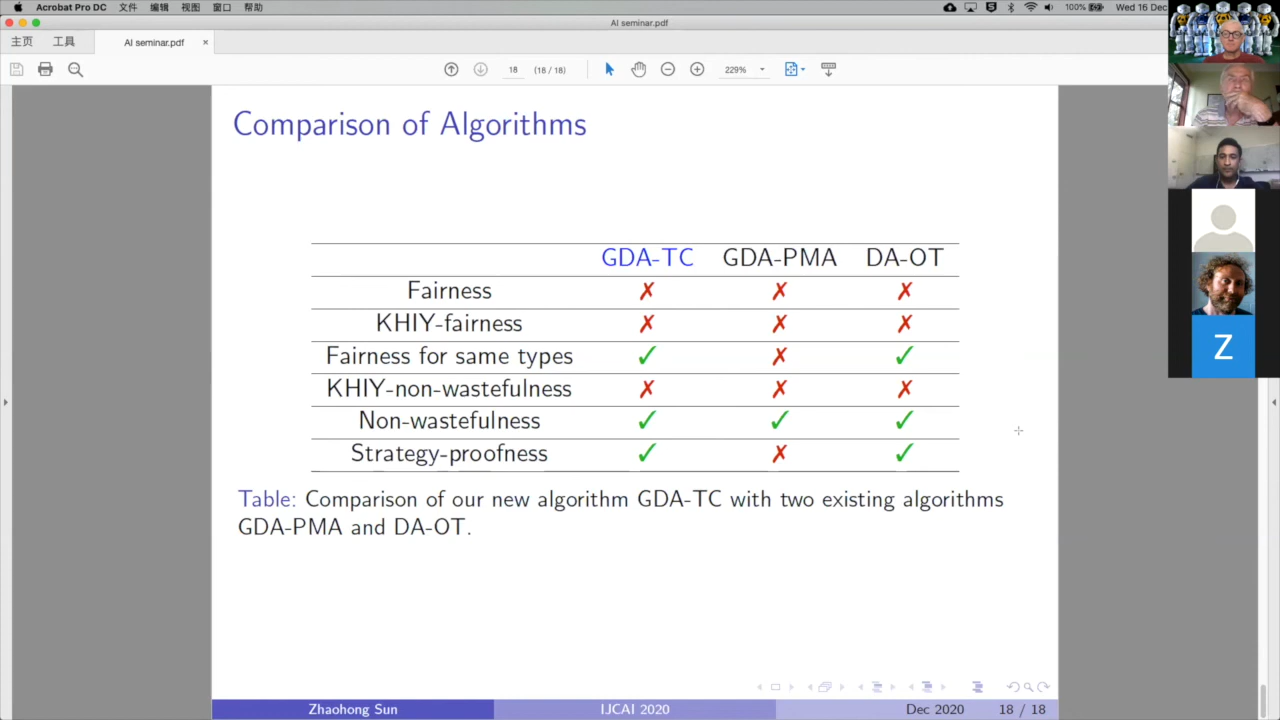 Acrobat Pro DC 文件 编辑 视图 窗口 帮助 100% Wed 16 Dec
AI seminar.pdf
主页 工具 AI seminar.pdf ×
18 (18 / 18) 229%
Comparison of Algorithms
GDA-TC GDA-PMA DA-OT
Fairness ✗ ✗ ✗
KHIY-fairness ✗ ✗ ✗
Fairness for same types ✓ ✗ ✓
KHIY-non-wastefulness ✗ ✗ ✗
Non-wastefulness ✓ ✓ ✓
Strategy-proofness ✓ ✗ ✓
Table: Comparison of our new algorithm GDA-TC with two existing algorithms
GDA-PMA and DA-OT.
Zhaohong Sun IJCAI 2020 Dec 2020 18 / 18
Z